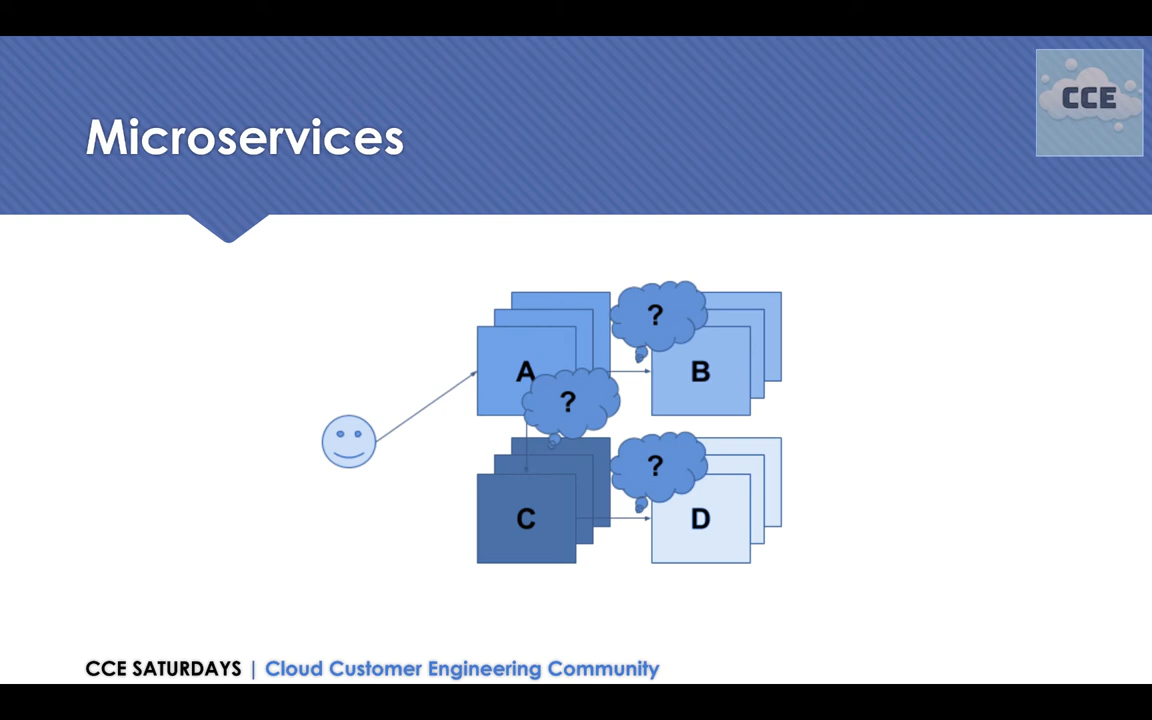 CCE
Microservices
?
?
A
B
?
?
C
D
CCE SATURDAYS | Cloud Customer Engineering Community